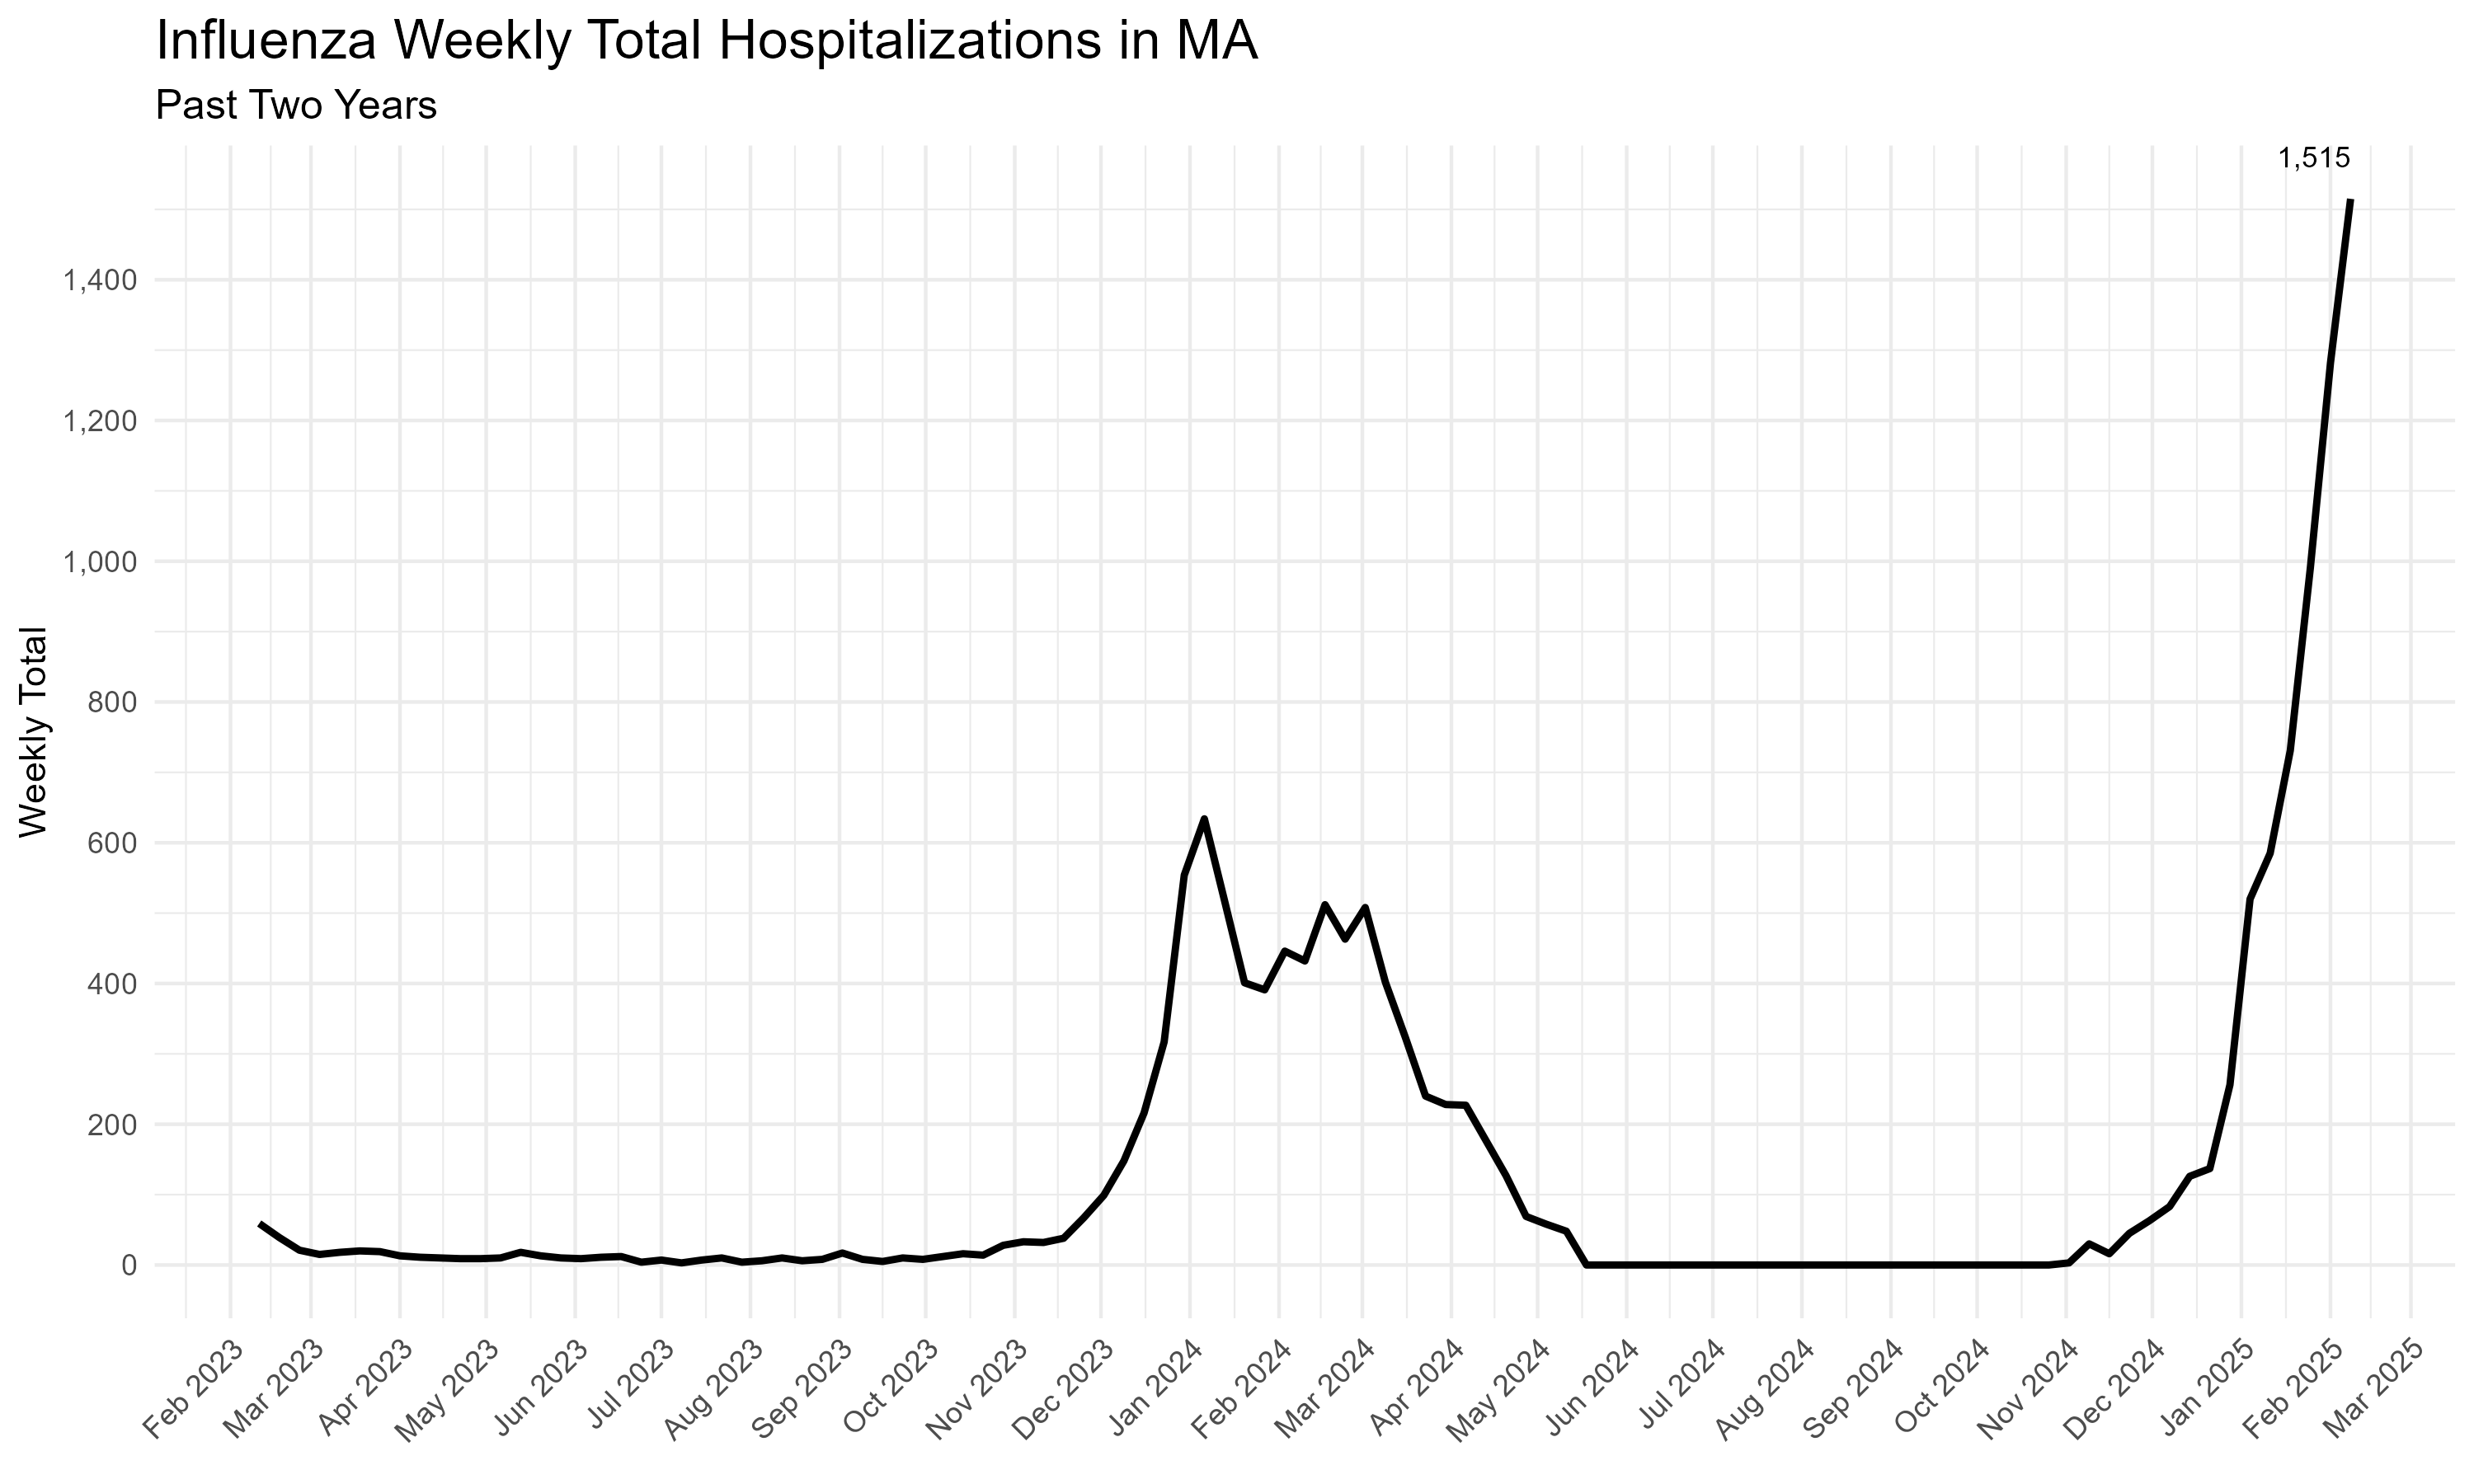 Influenza Weekly Total Hospitalizations in MA
Past Two Years
1,515
1,400
1,200
1,000
800
600
400
200
0
Weekly Total
Feb 2023
Mar 2023
Apr 2023
May 2023
Jun 2023
Jul 2023
Aug 2023
Sep 2023
Oct 2023
Nov 2023
Dec 2023
Jan 2024
Feb 2024
Mar 2024
Apr 2024
May 2024
Jun 2024
Jul 2024
Aug 2024
Sep 2024
Oct 2024
Nov 2024
Dec 2024
Jan 2025
Feb 2025
Mar 2025